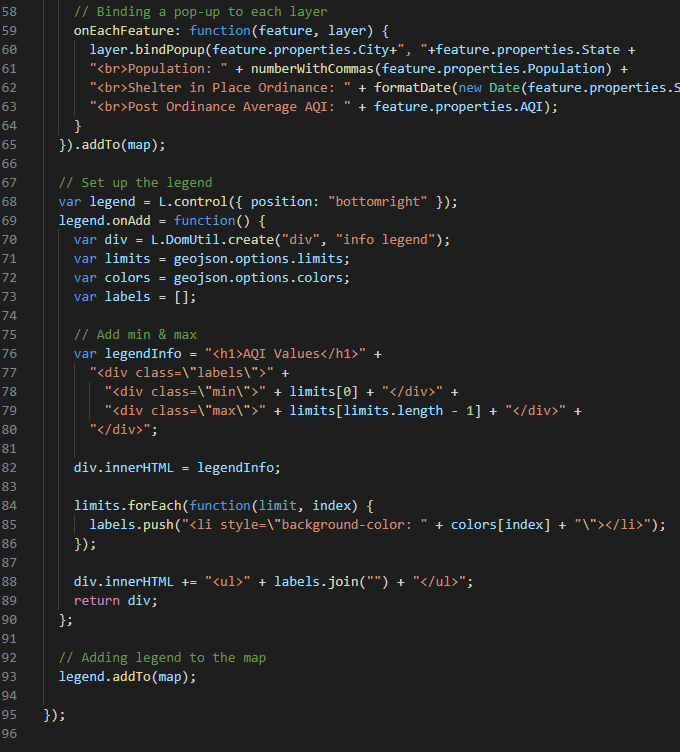 58 // Binding a pop-up to each layer
59 onEachFeature: function(feature, layer) {
60 layer.bindPopup(feature.properties.City+", "+feature.properties.State +
61 "<br>Population: " + numberWithCommas(feature.properties.Population) +
62 "<br>Shelter in Place Ordinance: " + formatDate(new Date(feature.properties.S
63 "<br>Post Ordinance Average AQI: " + feature.properties.AQI);
64 }
65 }).addTo(map);
66
67 // Set up the legend
68 var legend = L.control({ position: "bottomright" });
69 legend.onAdd = function() {
70 var div = L.DomUtil.create("div", "info legend");
71 var limits = geojson.options.limits;
72 var colors = geojson.options.colors;
73 var labels = [];
74
75 // Add min & max
76 var legendInfo = "<h1>AQI Values</h1>" +
77 "<div class=\"labels\">" +
78 "<div class=\"min\">" + limits[0] + "</div>" +
79 "<div class=\"max\">" + limits[limits.length - 1] + "</div>" +
80 "</div>";
81
82 div.innerHTML = legendInfo;
83
84 limits.forEach(function(limit, index) {
85 labels.push("<li style=\"background-color: " + colors[index] + "\"></li>");
86 });
87
88 div.innerHTML += "<ul>" + labels.join("") + "</ul>";
89 return div;
90 };
91
92 // Adding legend to the map
93 legend.addTo(map);
94
95 });
96